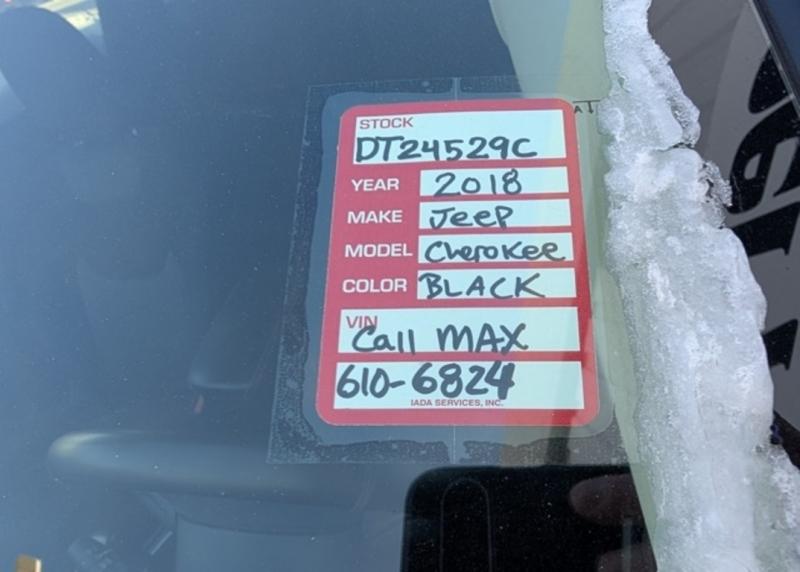 STOCK
DT24529C
YEAR 2018
MAKE Jeep
MODEL Cherokee
COLOR BLACK
VIN
Call MAX
610-6824
IADA SERVICES, INC.